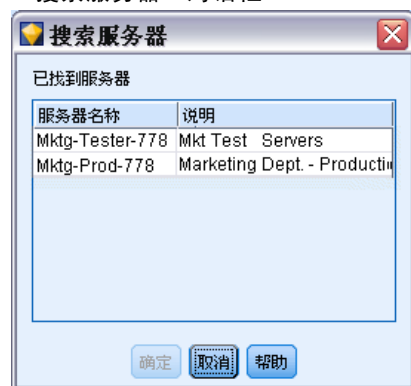 搜索服务器
已找到服务器
服务器名称 说明
Mktg-Tester-778 Mkt Test Servers
Mktg-Prod-778 Marketing Dept. - Productio
确定 取消 帮助